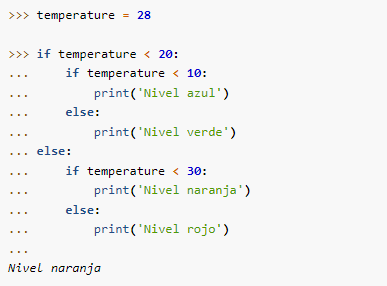 >>> temperature = 28
>>> if temperature < 20:
...     if temperature < 10:
...         print('Nivel azul')
...     else:
...         print('Nivel verde')
... else:
...     if temperature < 30:
...         print('Nivel naranja')
...     else:
...         print('Nivel rojo')
...
Nivel naranja